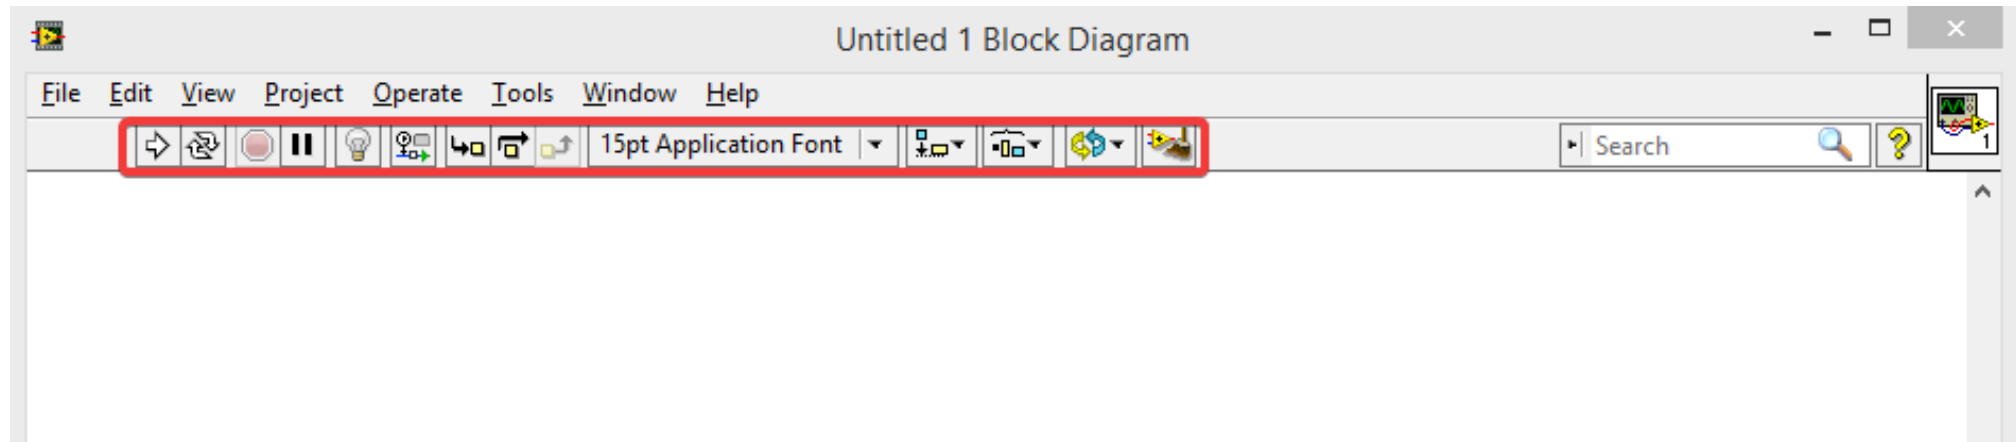 Untitled 1 Block Diagram
File Edit View Project Operate Tools Window Help
15pt Application Font
Search
?
1